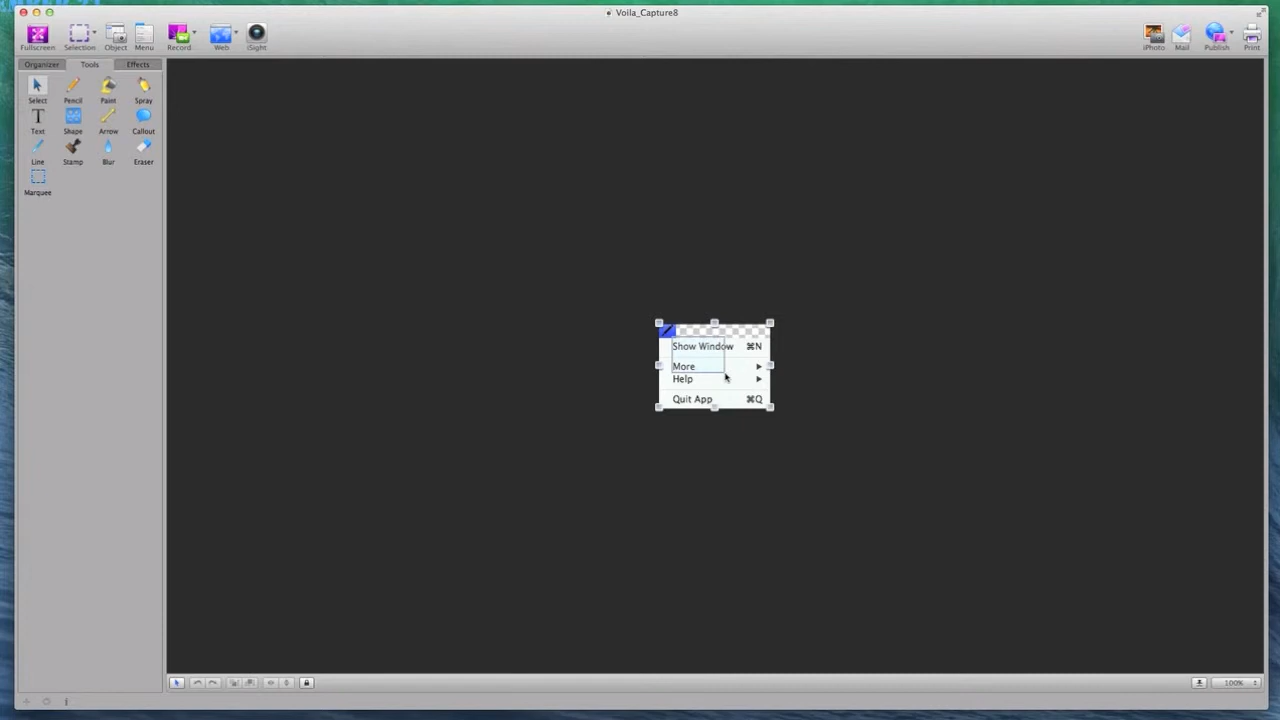 Voila_Capture8
Fullscreen Selection Object Menu Record Web iSight iPhoto Mail Publish Print
Organizer Tools Effects
Select Pencil Paint Spray
Text Shape Arrow Callout
Line Stamp Blur Eraser
Marquee
Show Window ⌘N
More
Help
Quit App ⌘Q
100%